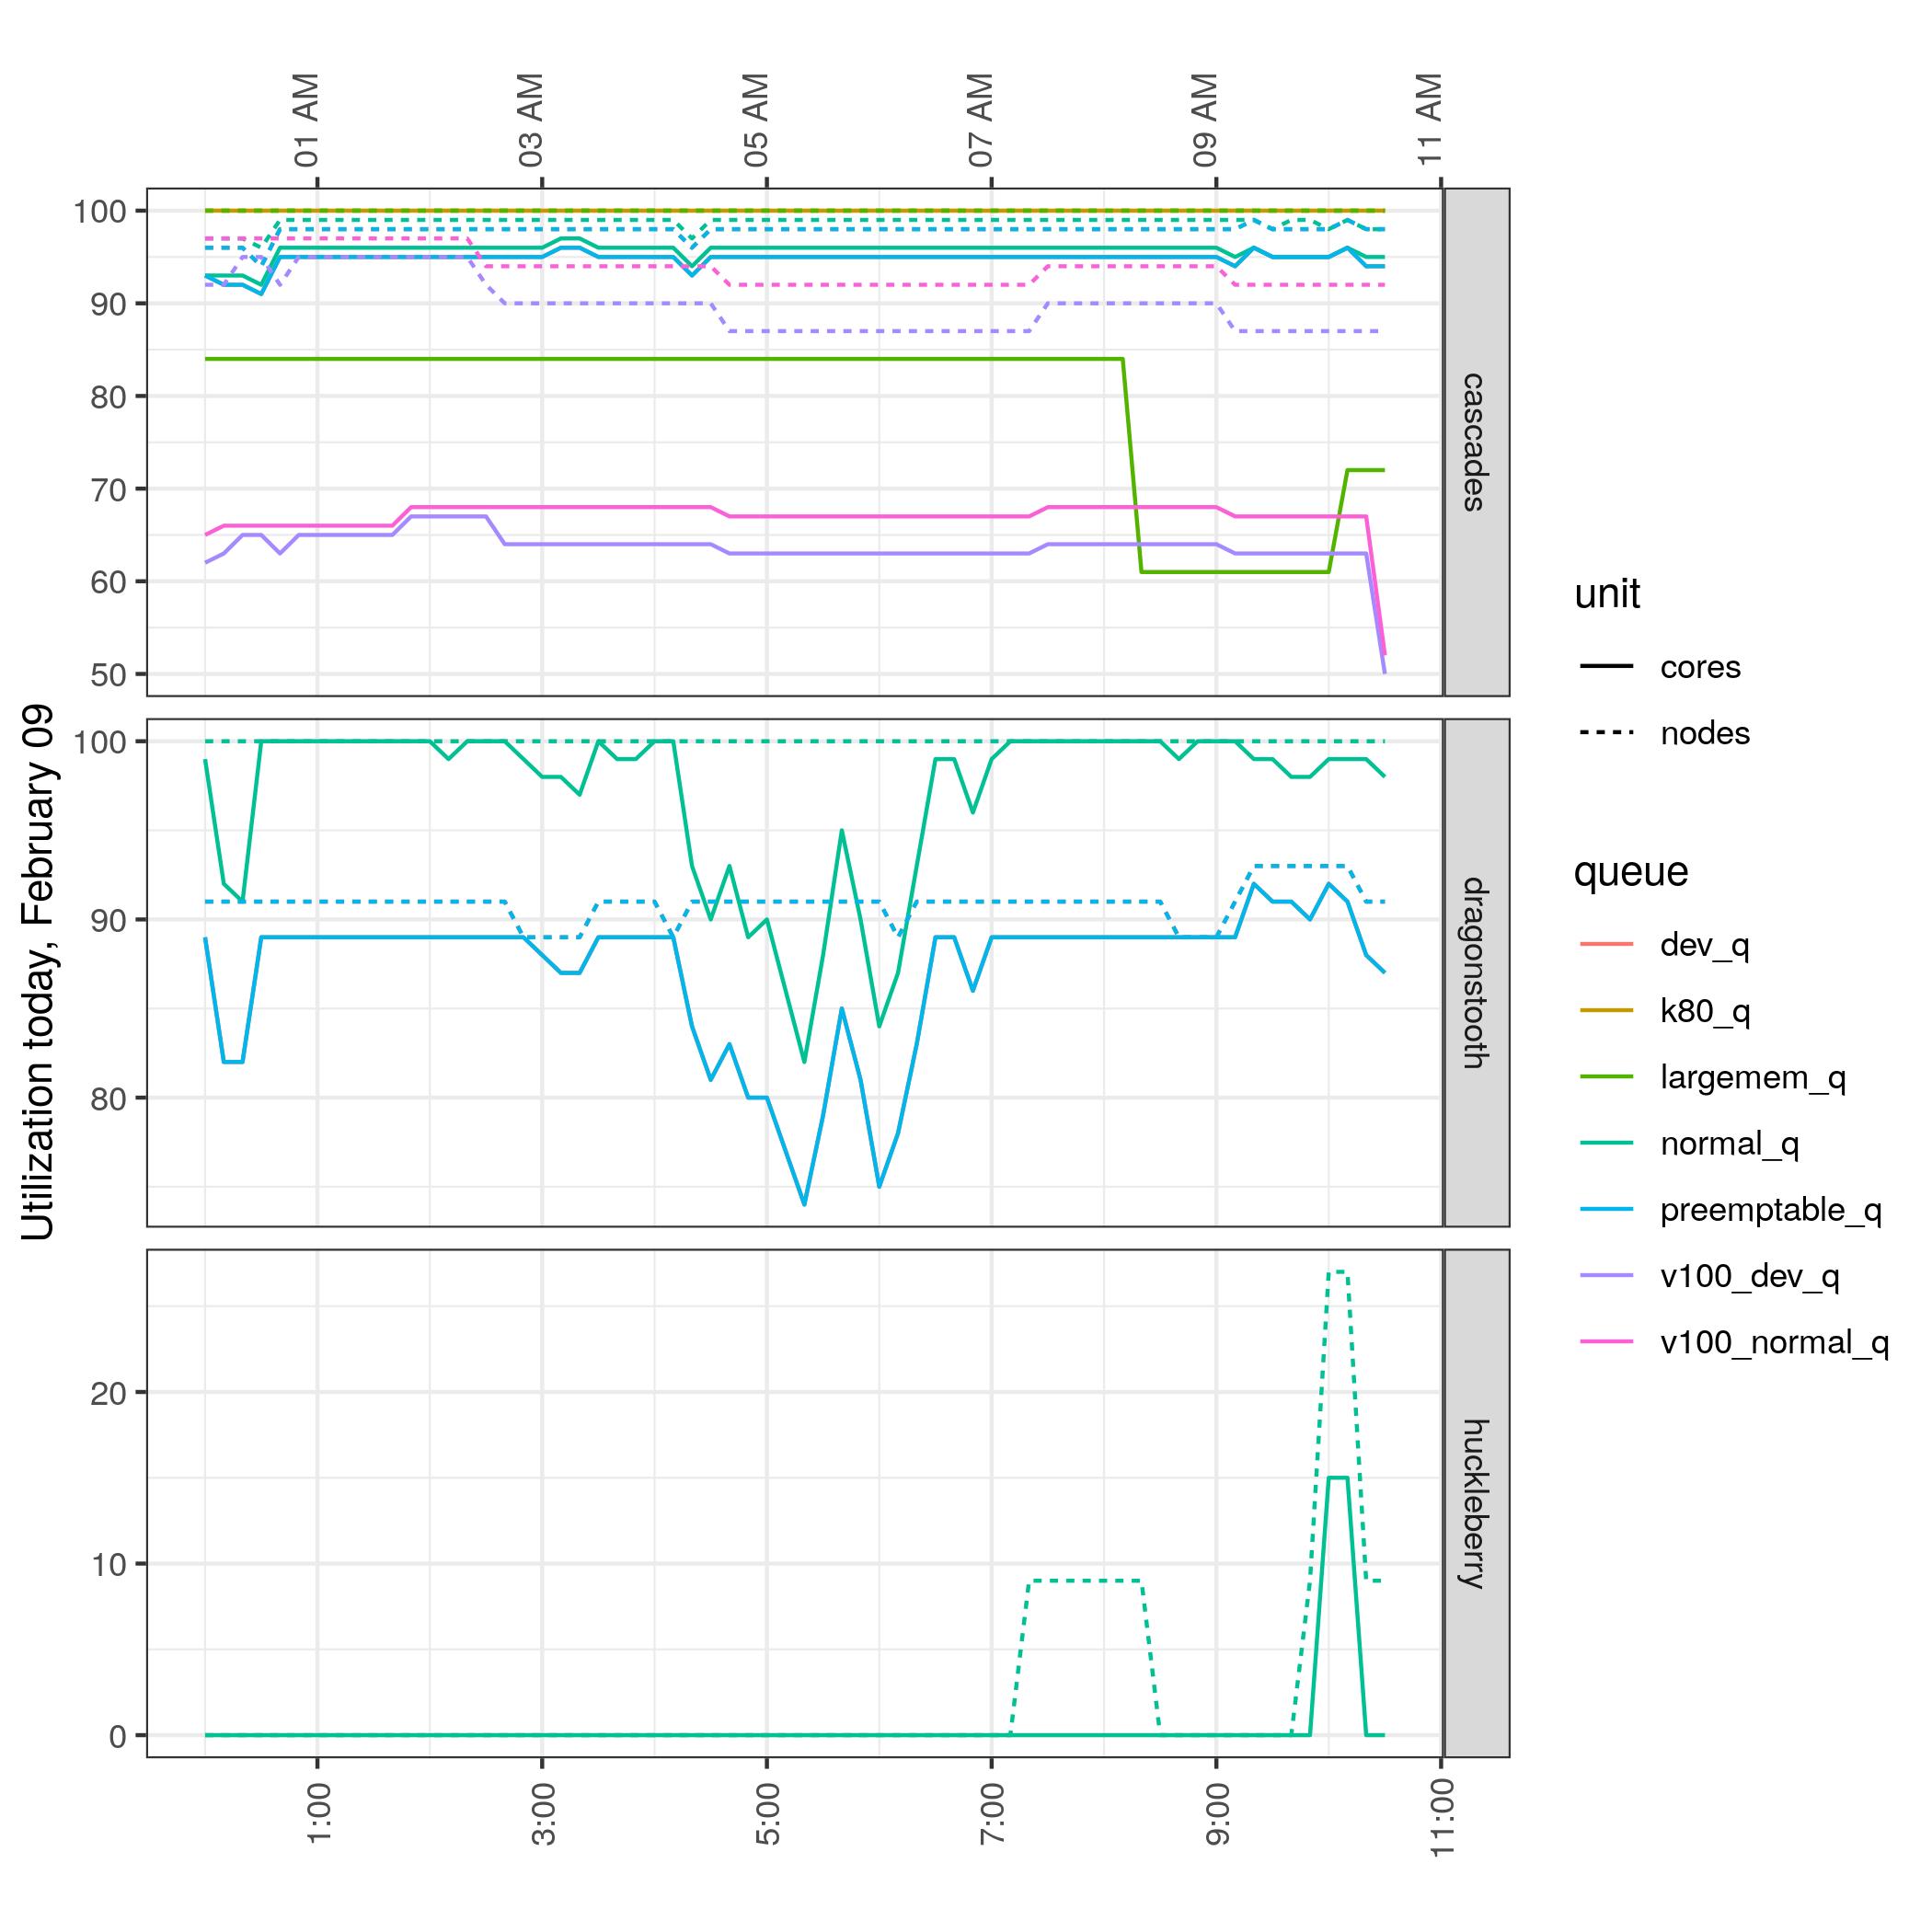 01 AM
03 AM
05 AM
07 AM
09 AM
11 AM
Utilization today, February 09
100
90
80
70
60
50
cascades
100
90
80
dragonstooth
20
10
0
huckleberry
1:00
3:00
5:00
7:00
9:00
11:00
unit
cores
nodes
queue
dev_q
k80_q
largemem_q
normal_q
preemptable_q
v100_dev_q
v100_normal_q